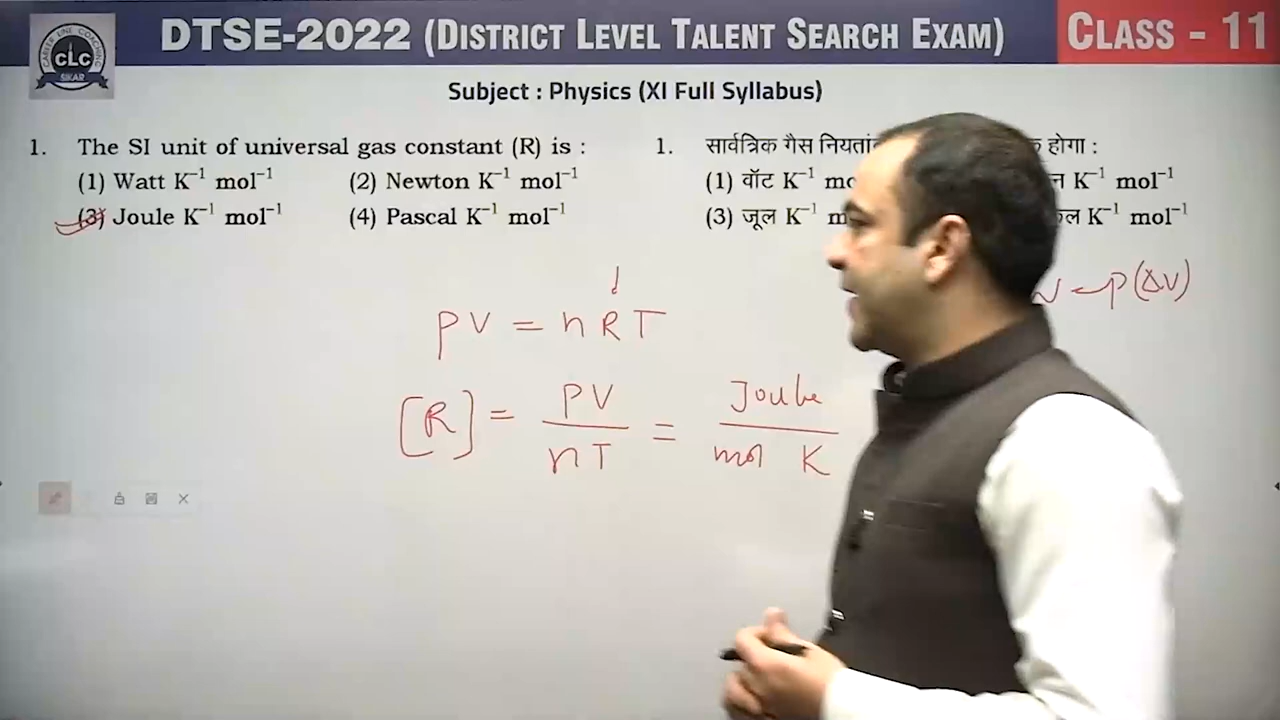 DTSE-2022 (DISTRICT LEVEL TALENT SEARCH EXAM) CLASS - 11
CAREER LINE COACHING
CLC
SIKAR
Subject : Physics (XI Full Syllabus)
1. The SI unit of universal gas constant (R) is :
(1) Watt K⁻¹ mol⁻¹ (2) Newton K⁻¹ mol⁻¹
(3) Joule K⁻¹ mol⁻¹ (4) Pascal K⁻¹ mol⁻¹
1. सार्वत्रिक गैस होगा :
(1) वॉट K⁻¹ K⁻¹ mol⁻¹
(3) जूल K⁻¹ K⁻¹ mol⁻¹
P(ΔV)
PV = nRT
[R] = PV / nT = Joule / mol K